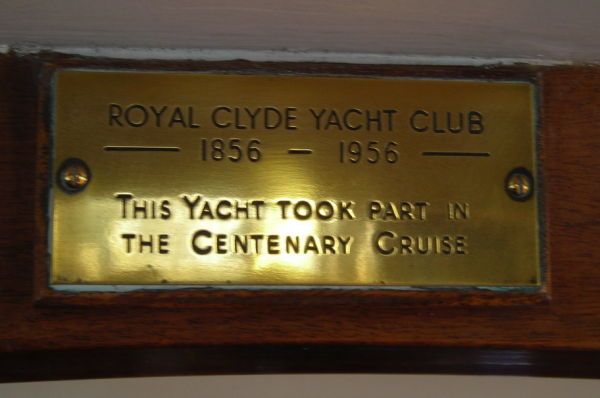 ROYAL CLYDE YACHT CLUB
1856 – 1956
THIS YACHT TOOK PART IN
THE CENTENARY CRUISE